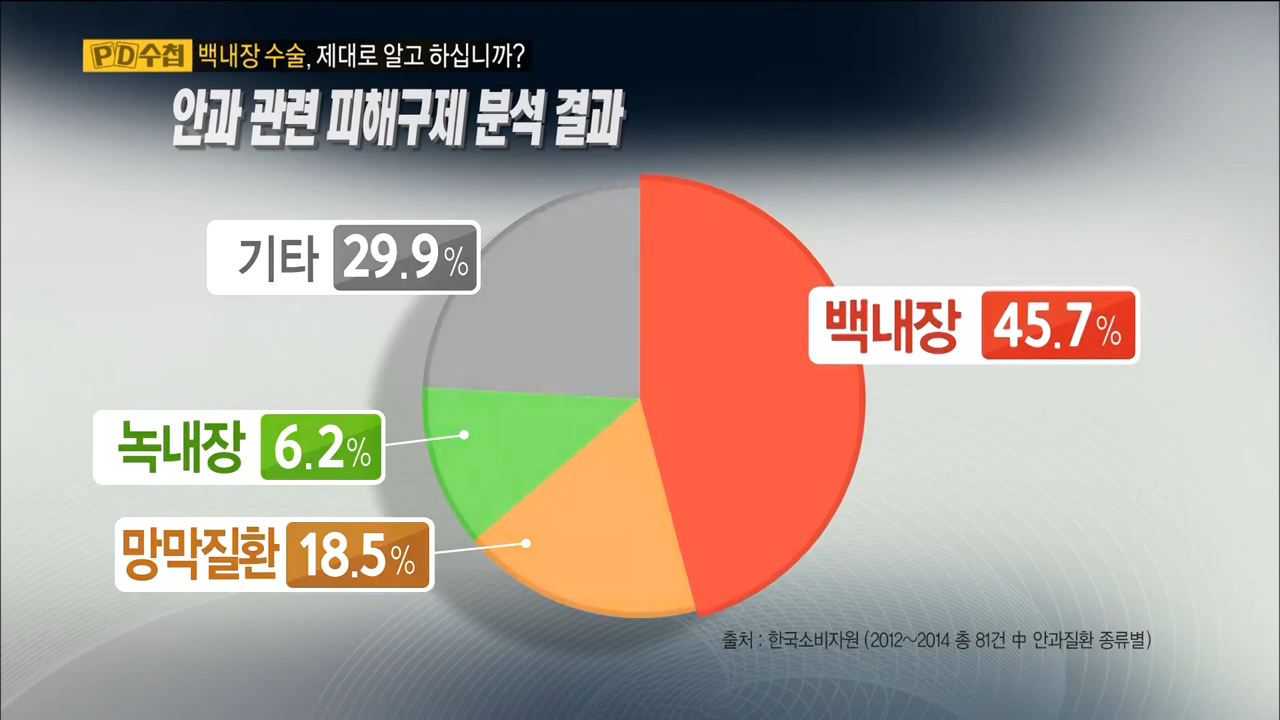 PD수첩 백내장 수술, 제대로 알고 하십니까?
안과 관련 피해구제 분석 결과
기타 29.9%
백내장 45.7%
녹내장 6.2%
망막질환 18.5%
출처 : 한국소비자원 (2012~2014 총 81건 中 안과질환 종류별)